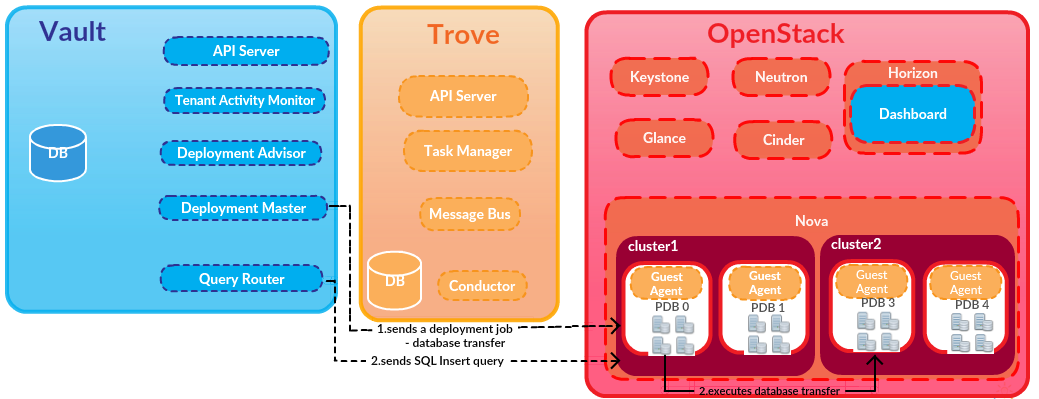 Vault
API Server
Tenant Activity Monitor
DB
Deployment Advisor
Deployment Master
Query Router
Trove
API Server
Task Manager
Message Bus
DB
Conductor
OpenStack
Keystone
Neutron
Horizon
Dashboard
Glance
Cinder
Nova
cluster1
Guest
Agent
PDB 0
Guest
Agent
PDB 1
cluster2
Guest
Agent
PDB 3
Guest
Agent
PDB 4
1.sends a deployment job
- database transfer
2.sends SQL Insert query
2.executes database transfer